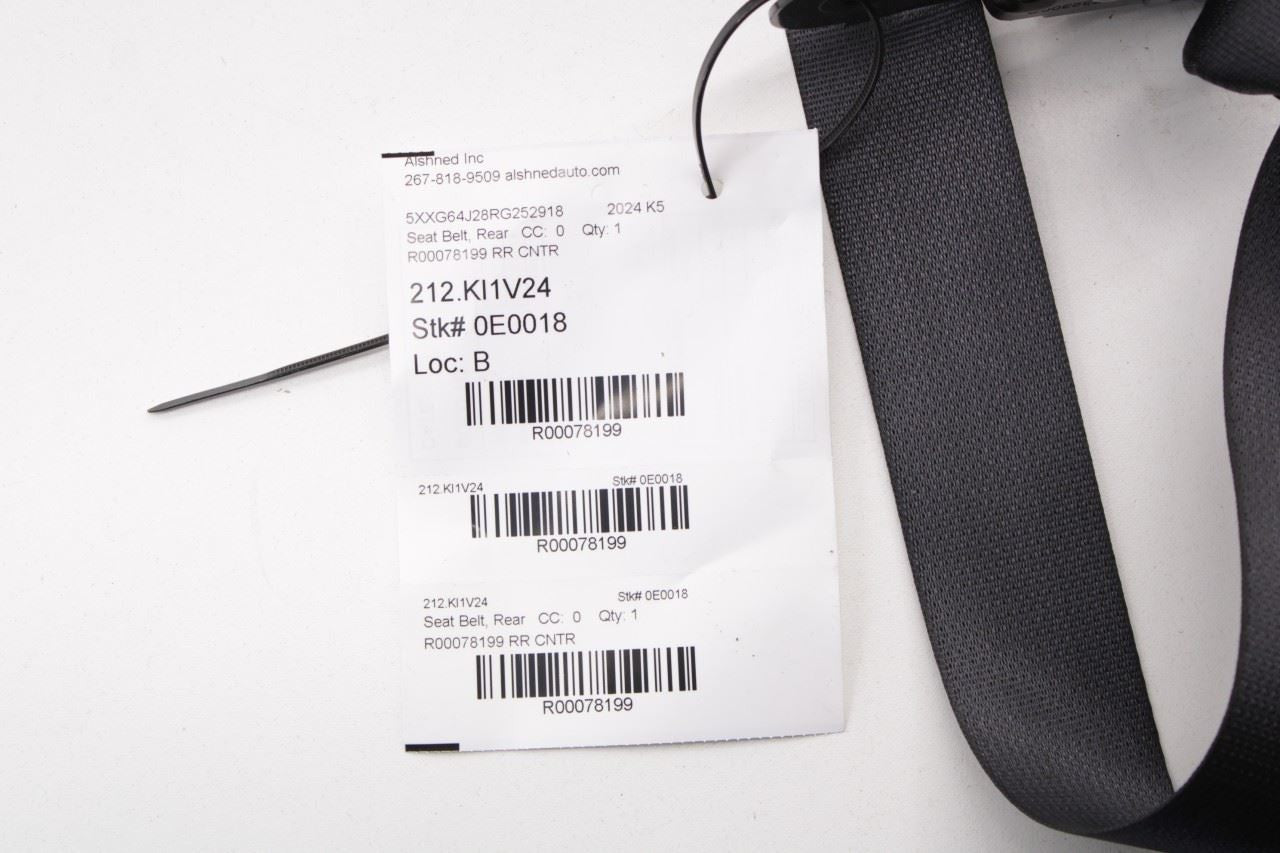 Alshned Inc
267-818-9509 alshnedauto.com
5XXG64J28RG252918 2024 K5
Seat Belt, Rear CC: 0 Qty: 1
R00078199 RR CNTR
212.KI1V24
Stk# 0E0018
Loc: B
R00078199
212.KI1V24 Stk# 0E0018
R00078199
212.KI1V24 Stk# 0E0018
Seat Belt, Rear CC: 0 Qty: 1
R00078199 RR CNTR
R00078199